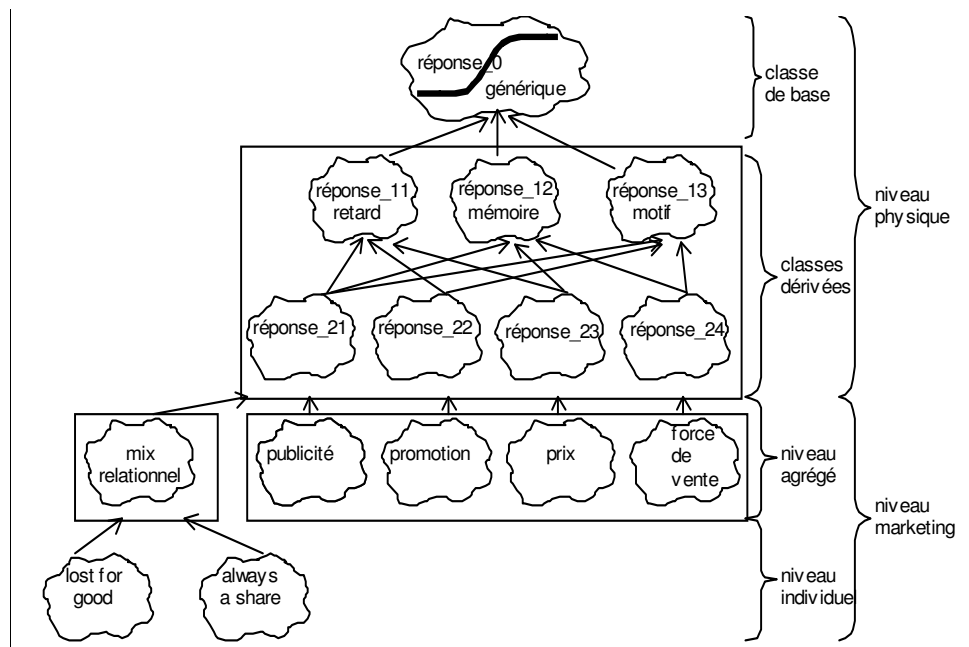 réponse_0
générique
classe
de base
réponse_11
retard
réponse_12
mémoire
réponse_13
motif
niveau
physique
classes
dérivées
réponse_21
réponse_22
réponse_23
réponse_24
mix
relationnel
publicité
promotion
prix
force
de
vente
niveau
agrégé
niveau
marketing
lost for
good
always
a share
niveau
individuel